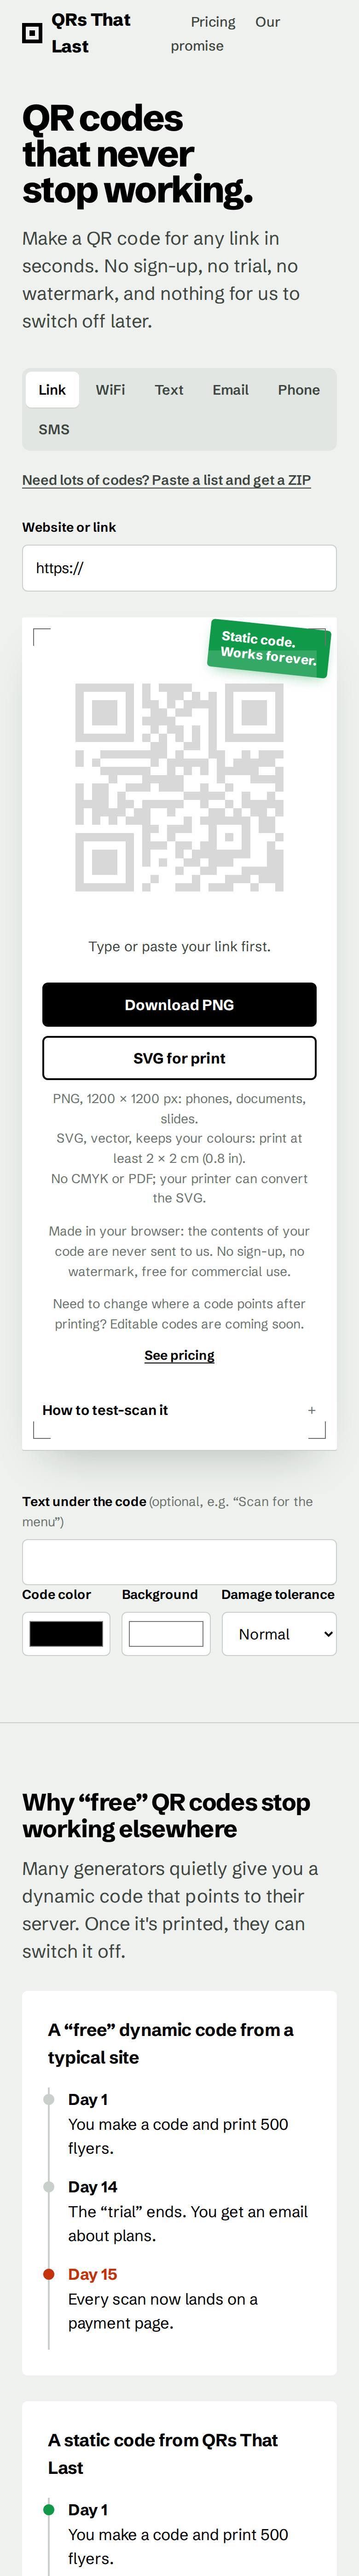 QRs That
Last
Pricing Our
promise
QR codes
that never
stop working.
Make a QR code for any link in
seconds. No sign-up, no trial, no
watermark, and nothing for us to
switch off later.
Link WiFi Text Email Phone
SMS
Need lots of codes? Paste a list and get a ZIP
Website or link
https://
Static code.
Works forever.
Type or paste your link first.
Download PNG
SVG for print
PNG, 1200 × 1200 px: phones, documents,
slides.
SVG, vector, keeps your colours: print at
least 2 × 2 cm (0.8 in).
No CMYK or PDF; your printer can convert
the SVG.
Made in your browser: the contents of your
code are never sent to us. No sign-up, no
watermark, free for commercial use.
Need to change where a code points after
printing? Editable codes are coming soon.
See pricing
How to test-scan it +
Text under the code (optional, e.g. “Scan for the
menu”)
Code color Background Damage tolerance
Normal
Why “free” QR codes stop
working elsewhere
Many generators quietly give you a
dynamic code that points to their
server. Once it's printed, they can
switch it off.
A “free” dynamic code from a
typical site
Day 1
You make a code and print 500
flyers.
Day 14
The “trial” ends. You get an email
about plans.
Day 15
Every scan now lands on a
payment page.
A static code from QRs That
Last
Day 1
You make a code and print 500
flyers.